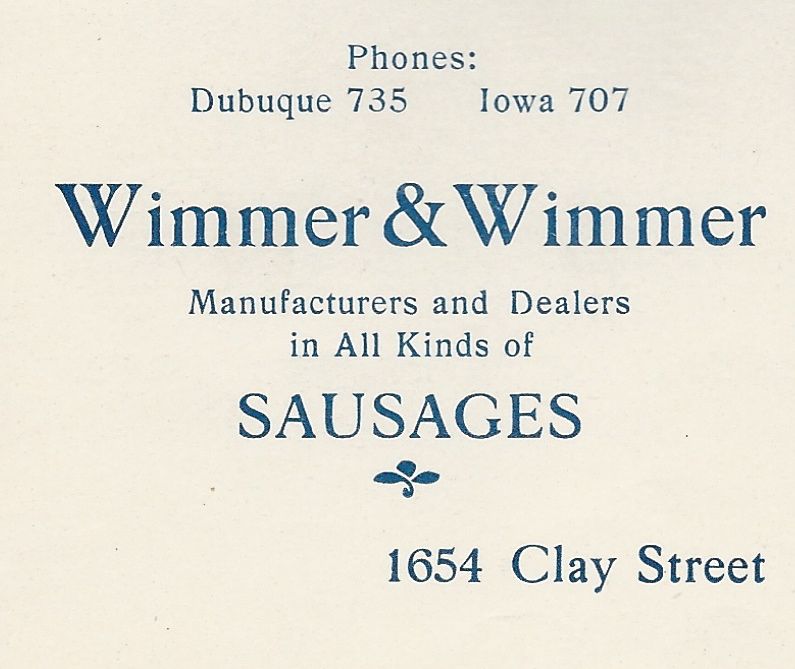 Phones:
Dubuque 735 Iowa 707
Wimmer & Wimmer
Manufacturers and Dealers
in All Kinds of
SAUSAGES
1654 Clay Street